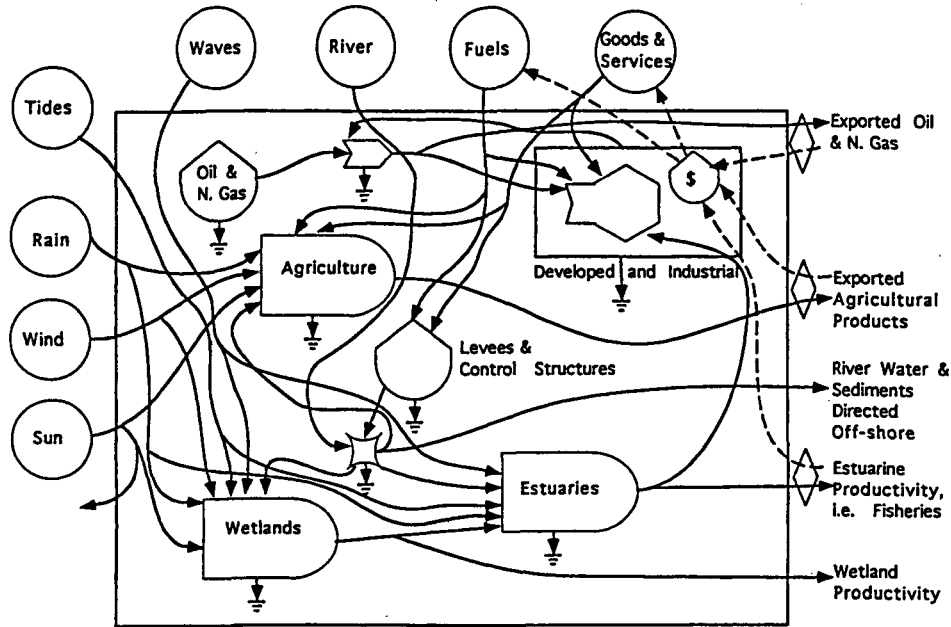 Waves
River
Fuels
Goods &
Services
Tides
Rain
Wind
Sun
Oil &
N. Gas
Agriculture
$
Developed and Industrial
Levees &
Control Structures
Wetlands
Estuaries
Exported Oil
& N. Gas
Exported
Agricultural
Products
River Water &
Sediments
Directed
Off-shore
Estuarine
Productivity,
i.e. Fisheries
Wetland
Productivity